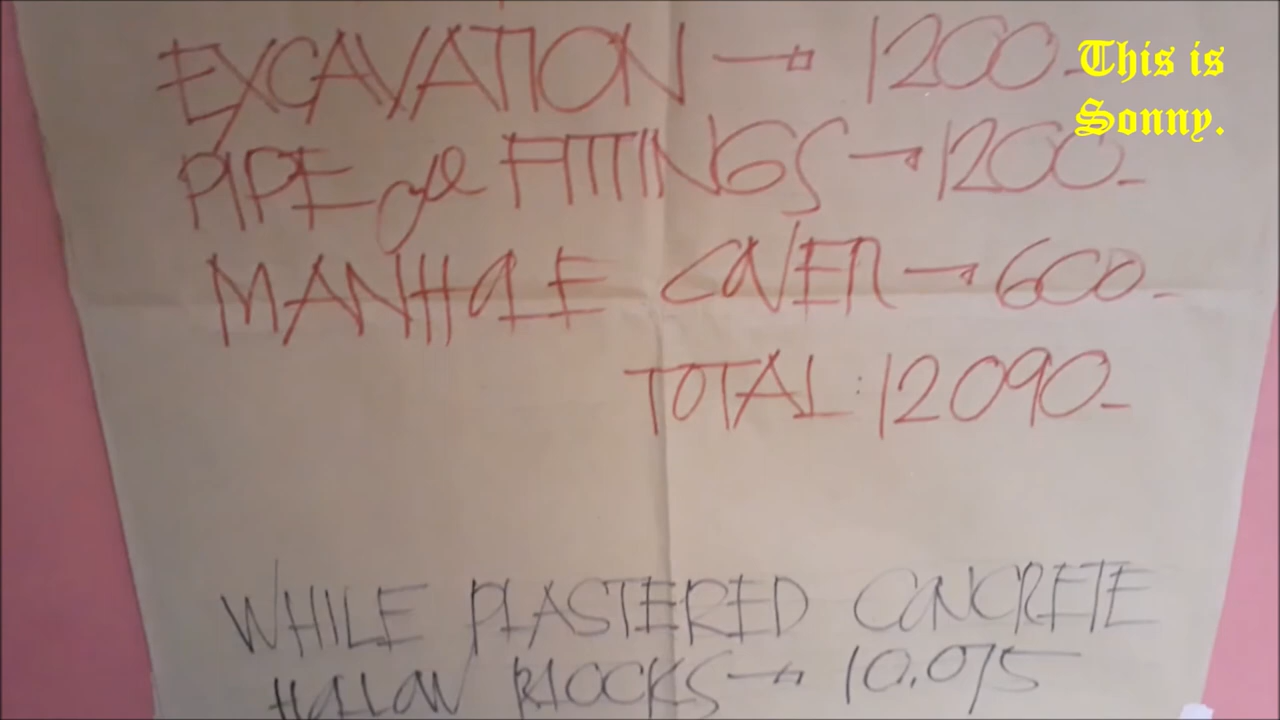 EXCAVATION → 1200-
This is
Sonny.
PIPE & FITTINGS → 1200-
MANHOLE COVER → 600-
TOTAL: 12090-
WHILE PLASTERED CONCRETE
HALLOW BLOCKS → 10.075